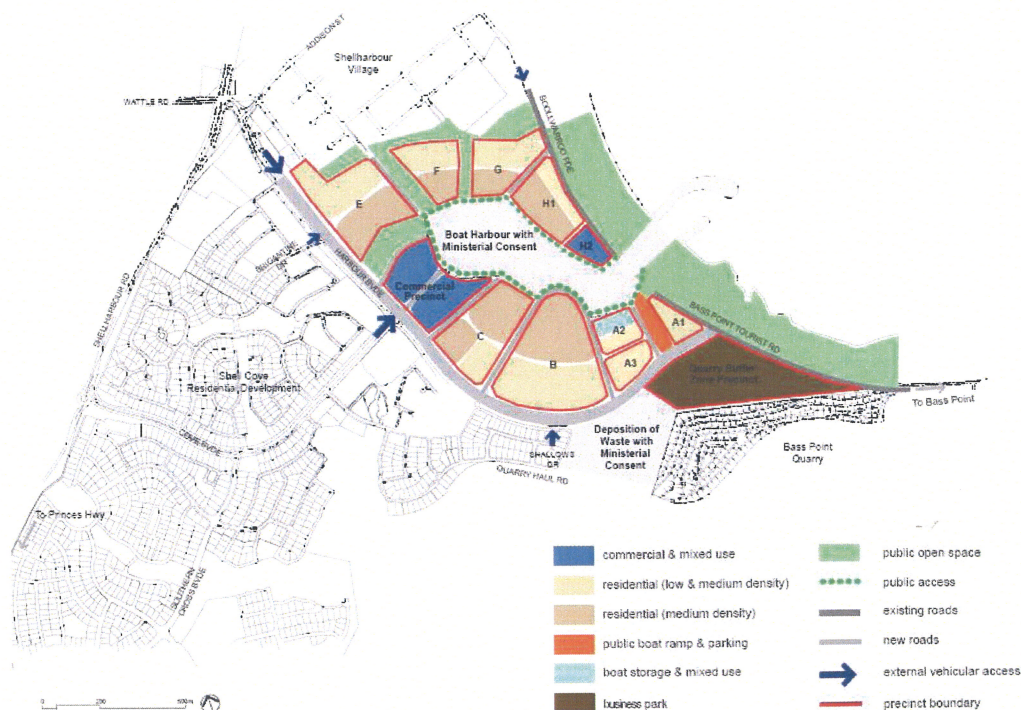 ADDISON ST
Shellharbour
Village
WATTLE RD
BOOLLWARROO PDE
F
G
E
H1
H2
Boat Harbour with
Ministerial Consent
HARBOUR BVDE
Commercial
Precinct
SHELLHARBOUR RD
C
B
A2
A1
A3
BASS POINT TOURIST RD
Quarry Buffer
Zone Precinct
To Bass Point
Shell Cove
Residential Development
Deposition of
Waste with
Ministerial
Consent
Bass Point
Quarry
COVE BVDE
SHALLOWS
DR
QUARRY HAUL RD
To Princes Hwy
SOUTHERN
CROSS BVDE
commercial & mixed use
residential (low & medium density)
residential (medium density)
public boat ramp & parking
boat storage & mixed use
business park
public open space
public access
existing roads
new roads
external vehicular access
precinct boundary
0 250 500m